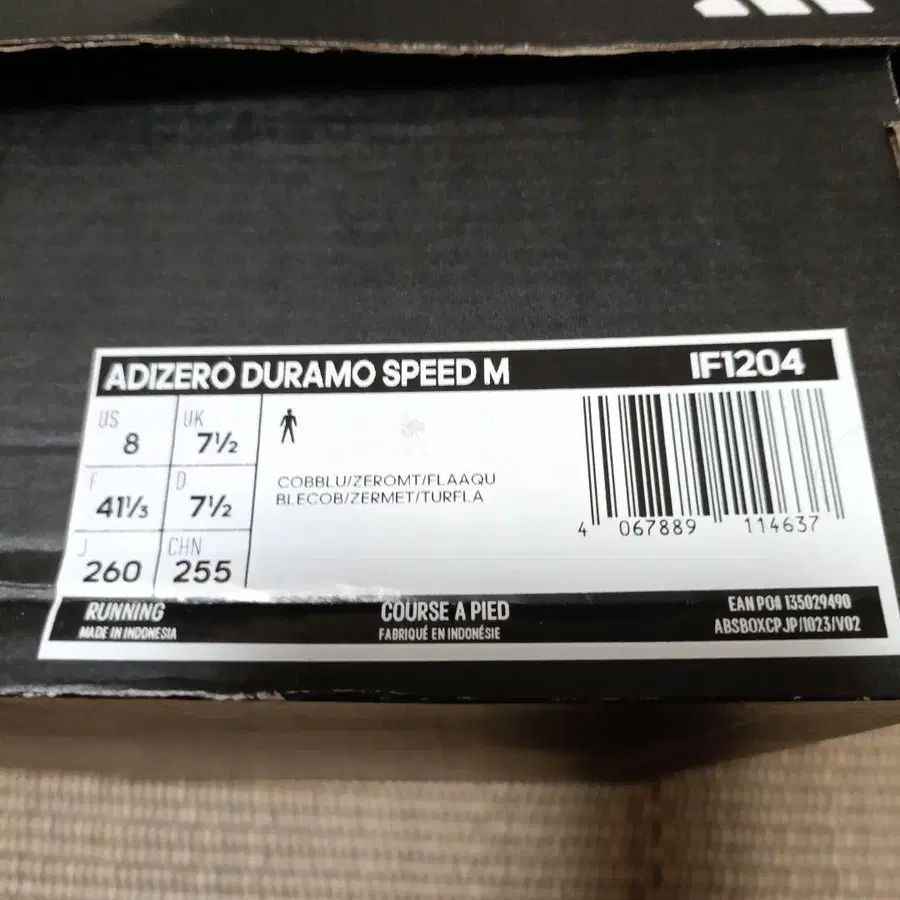 ADIZERO DURAMO SPEED M IF1204
US UK
8 7½
F D
41⅓ 7½
J CHN
260 255
COBBLU/ZEROMT/FLAAQU
BLECOB/ZERMET/TURFLA
4 067889 114637
RUNNING COURSE A PIED EAN PO# 135029490
MADE IN INDONESIA FABRIQUÉ EN INDONÉSIE ABSBOXCP JP/1023/V02